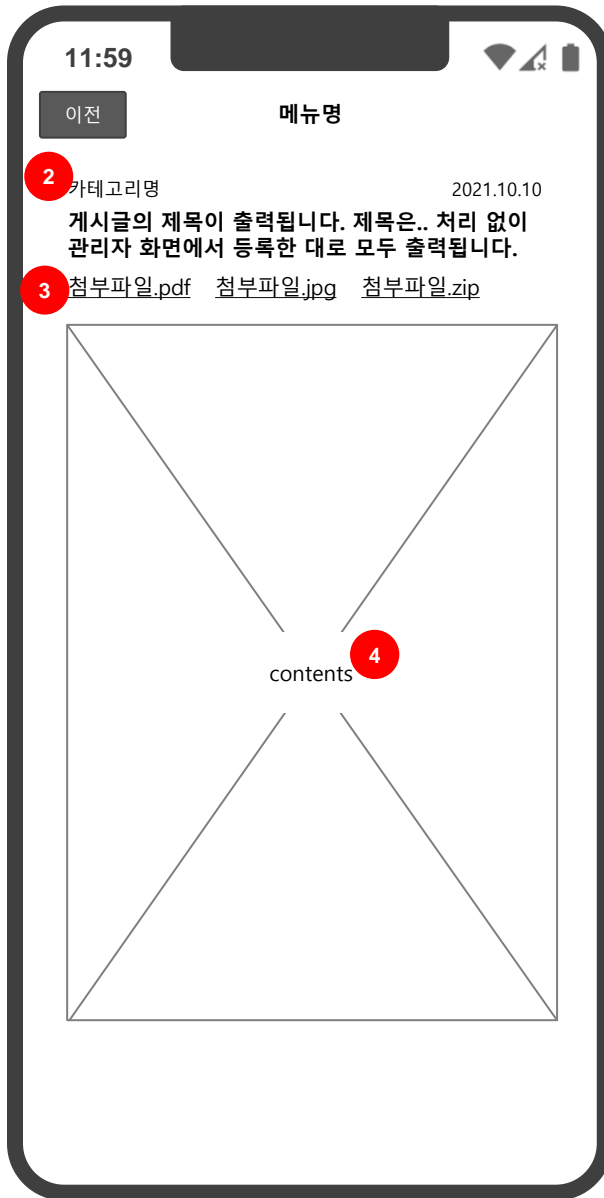 11:59
이전
메뉴명
2
카테고리명
2021.10.10
게시글의 제목이 출력됩니다. 제목은.. 처리 없이
관리자 화면에서 등록한 대로 모두 출력됩니다.
3
첨부파일.pdf 첨부파일.jpg 첨부파일.zip
4
contents